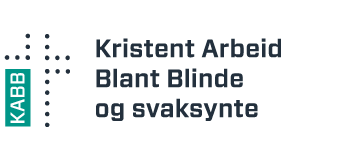 KABB
Kristent Arbeid
Blant Blinde
og svaksynte